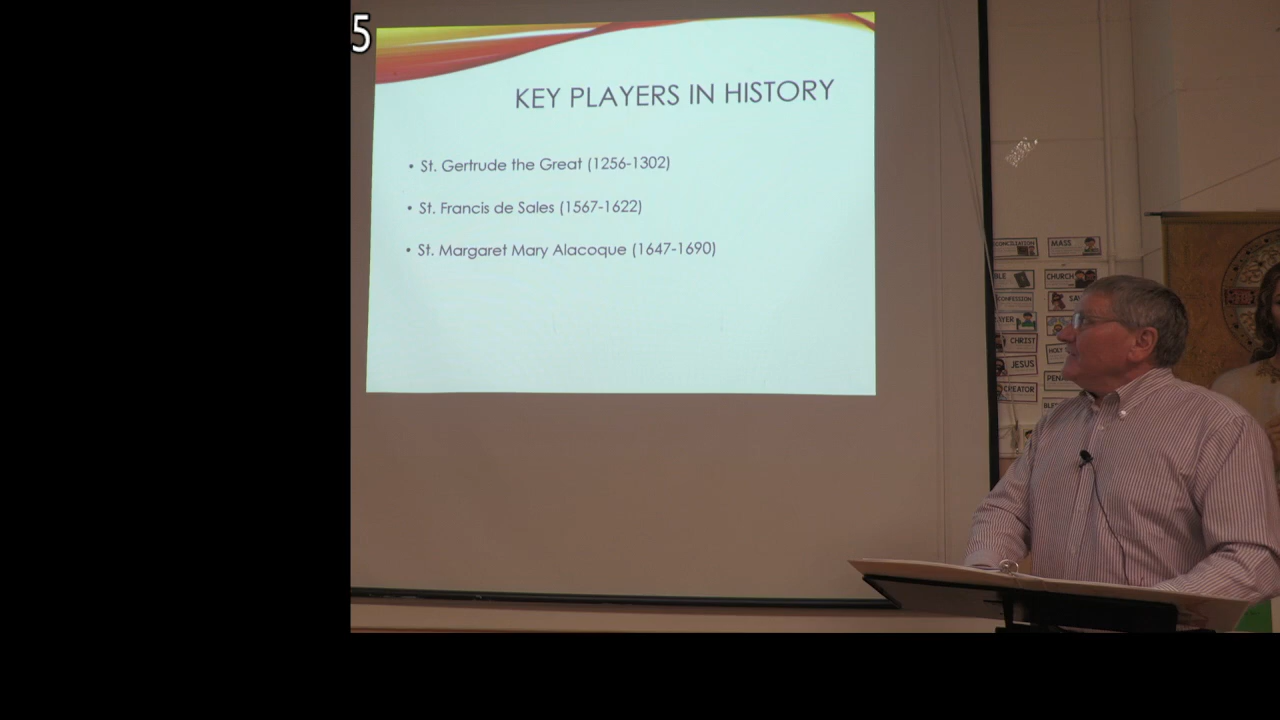 5
KEY PLAYERS IN HISTORY
• St. Gertrude the Great (1256-1302)
• St. Francis de Sales (1567-1622)
• St. Margaret Mary Alacoque (1647-1690)
MASS
CHURCH
CHRIST
JESUS
CREATOR
HOLY